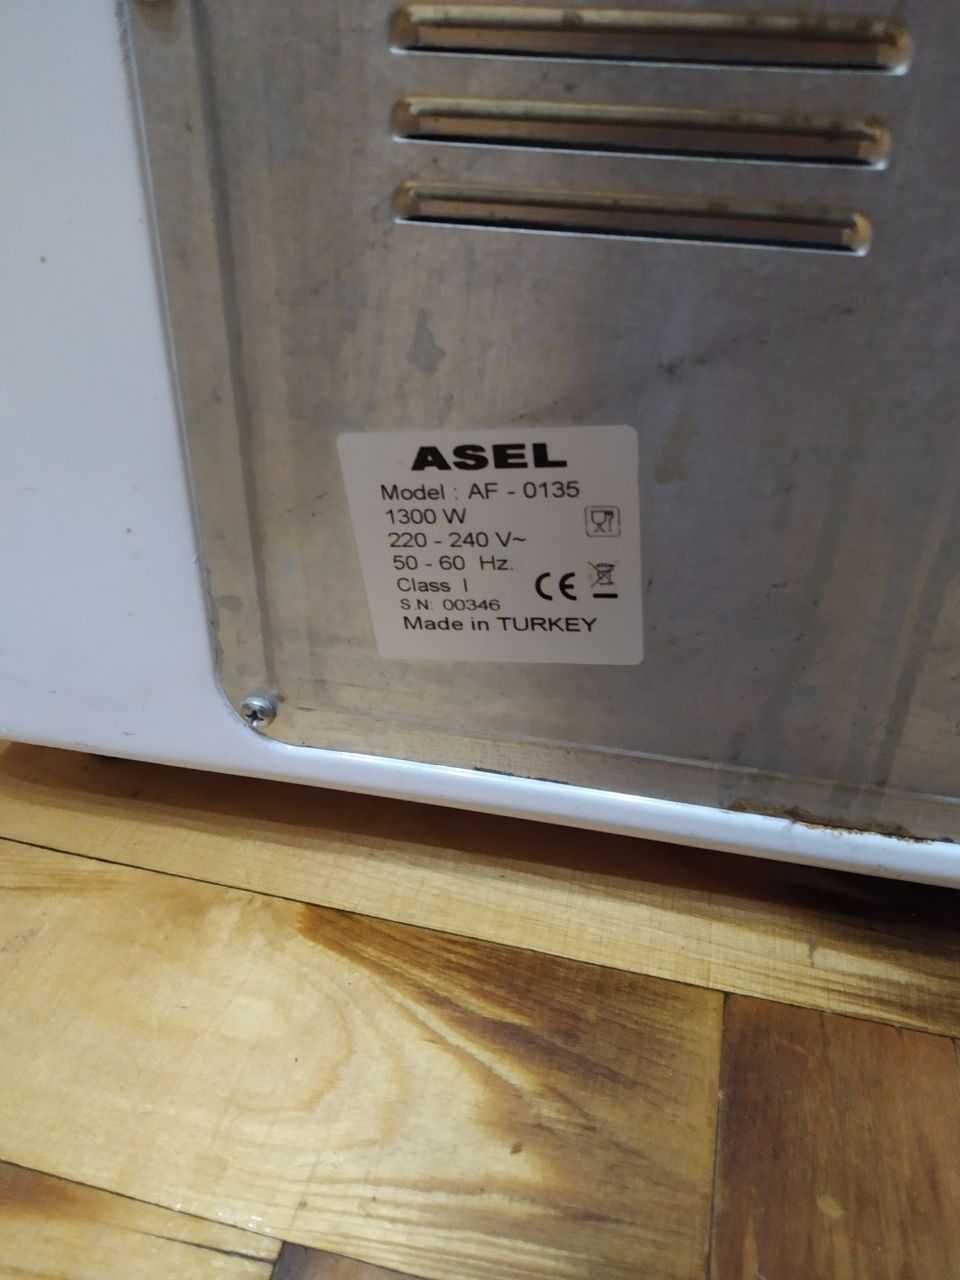 ASEL
Model : AF - 0135
1300 W
220 - 240 V~
50 - 60 Hz.
Class I
CE
S.N: 00346
Made in TURKEY